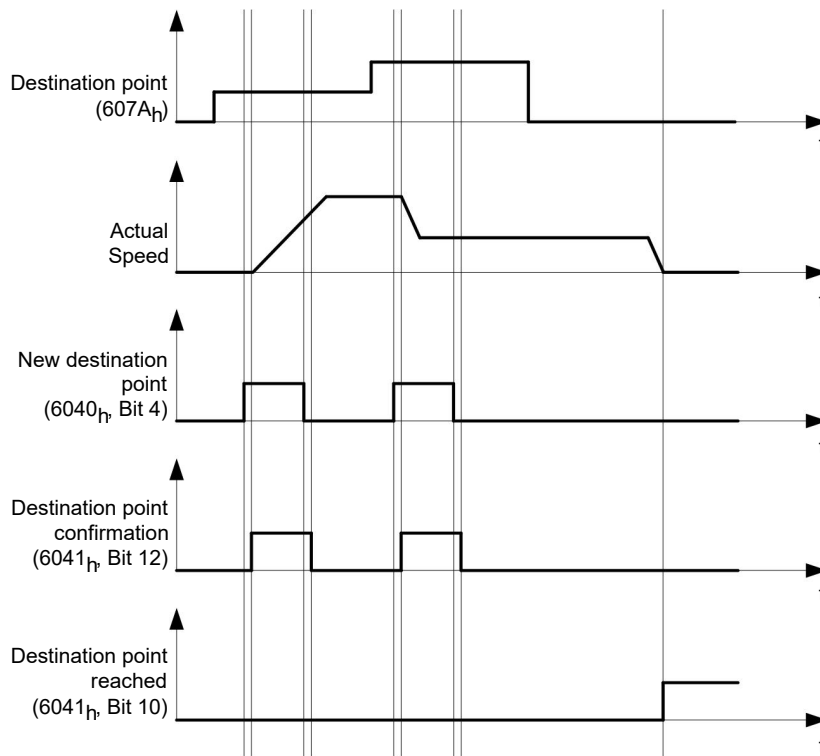 Destination point
(607Ah)
Actual
Speed
New destination
point
(6040h, Bit 4)
Destination point
confirmation
(6041h, Bit 12)
Destination point
reached
(6041h, Bit 10)